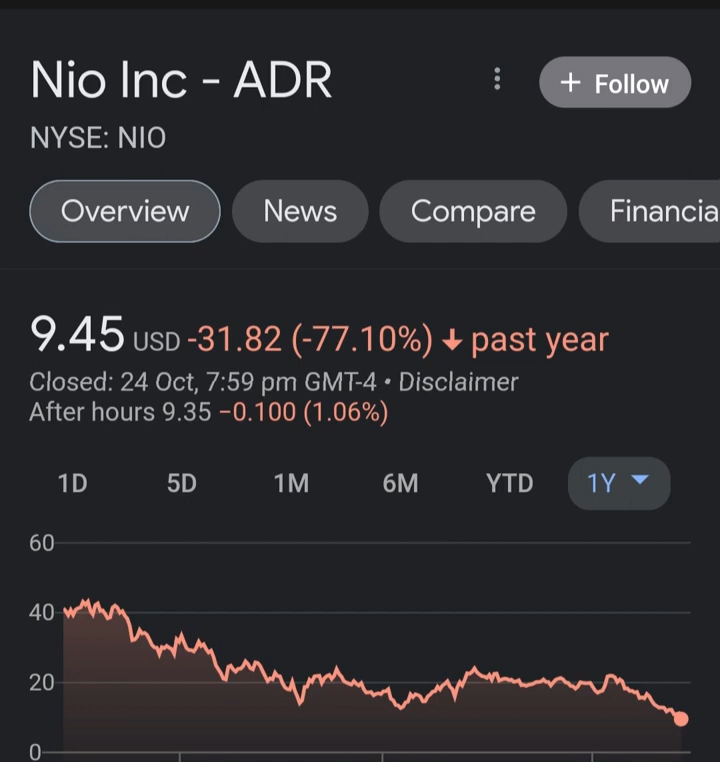 Nio Inc - ADR
+ Follow
NYSE: NIO
Overview
News
Compare
Financia
9.45 USD -31.82 (-77.10%) ↓ past year
Closed: 24 Oct, 7:59 pm GMT-4 • Disclaimer
After hours 9.35 −0.100 (1.06%)
1D 5D 1M 6M YTD 1Y
60
40
20
0